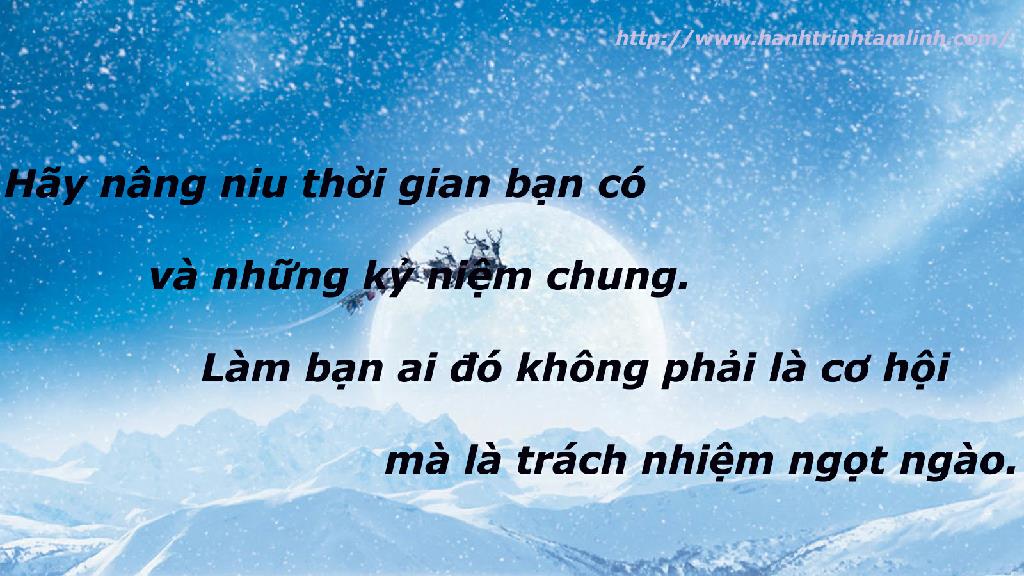 http://www.hanhtrinhtamlinh.com/
Hãy nâng niu thời gian bạn có
và những kỷ niệm chung.
Làm bạn ai đó không phải là cơ hội
mà là trách nhiệm ngọt ngào.